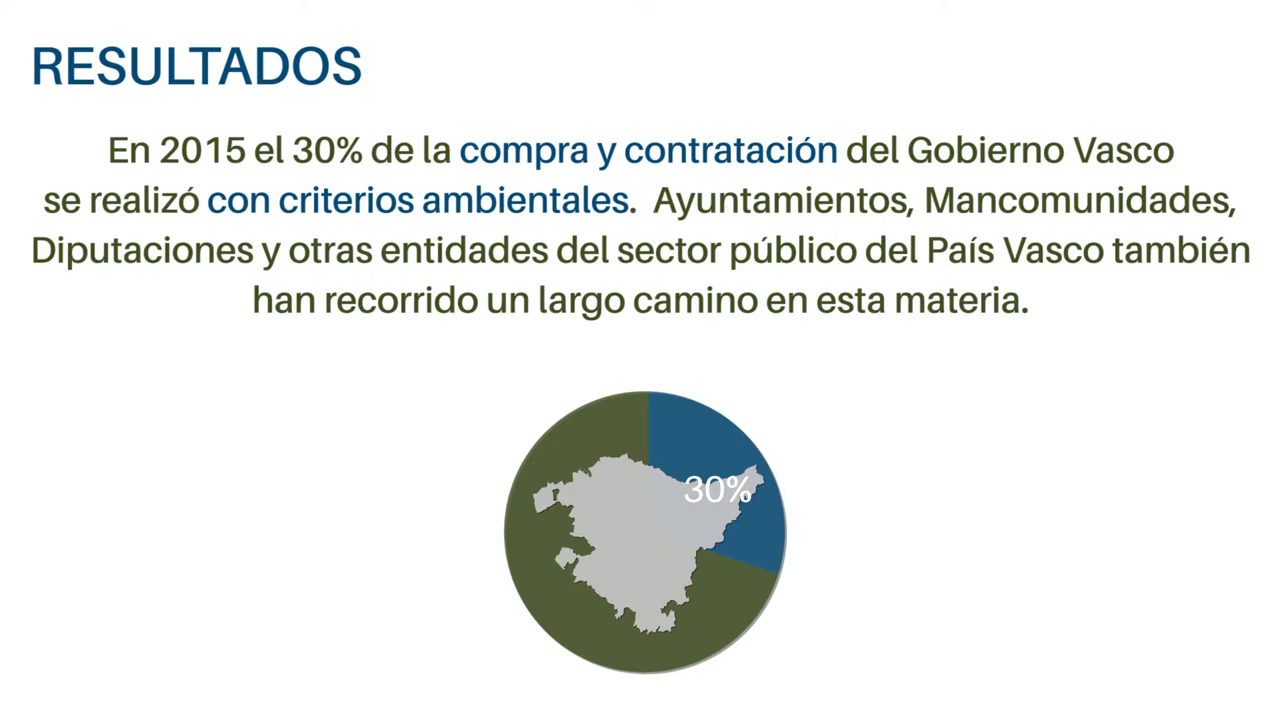 RESULTADOS
En 2015 el 30% de la compra y contratación del Gobierno Vasco
se realizó con criterios ambientales. Ayuntamientos, Mancomunidades,
Diputaciones y otras entidades del sector público del País Vasco también
han recorrido un largo camino en esta materia.
30%